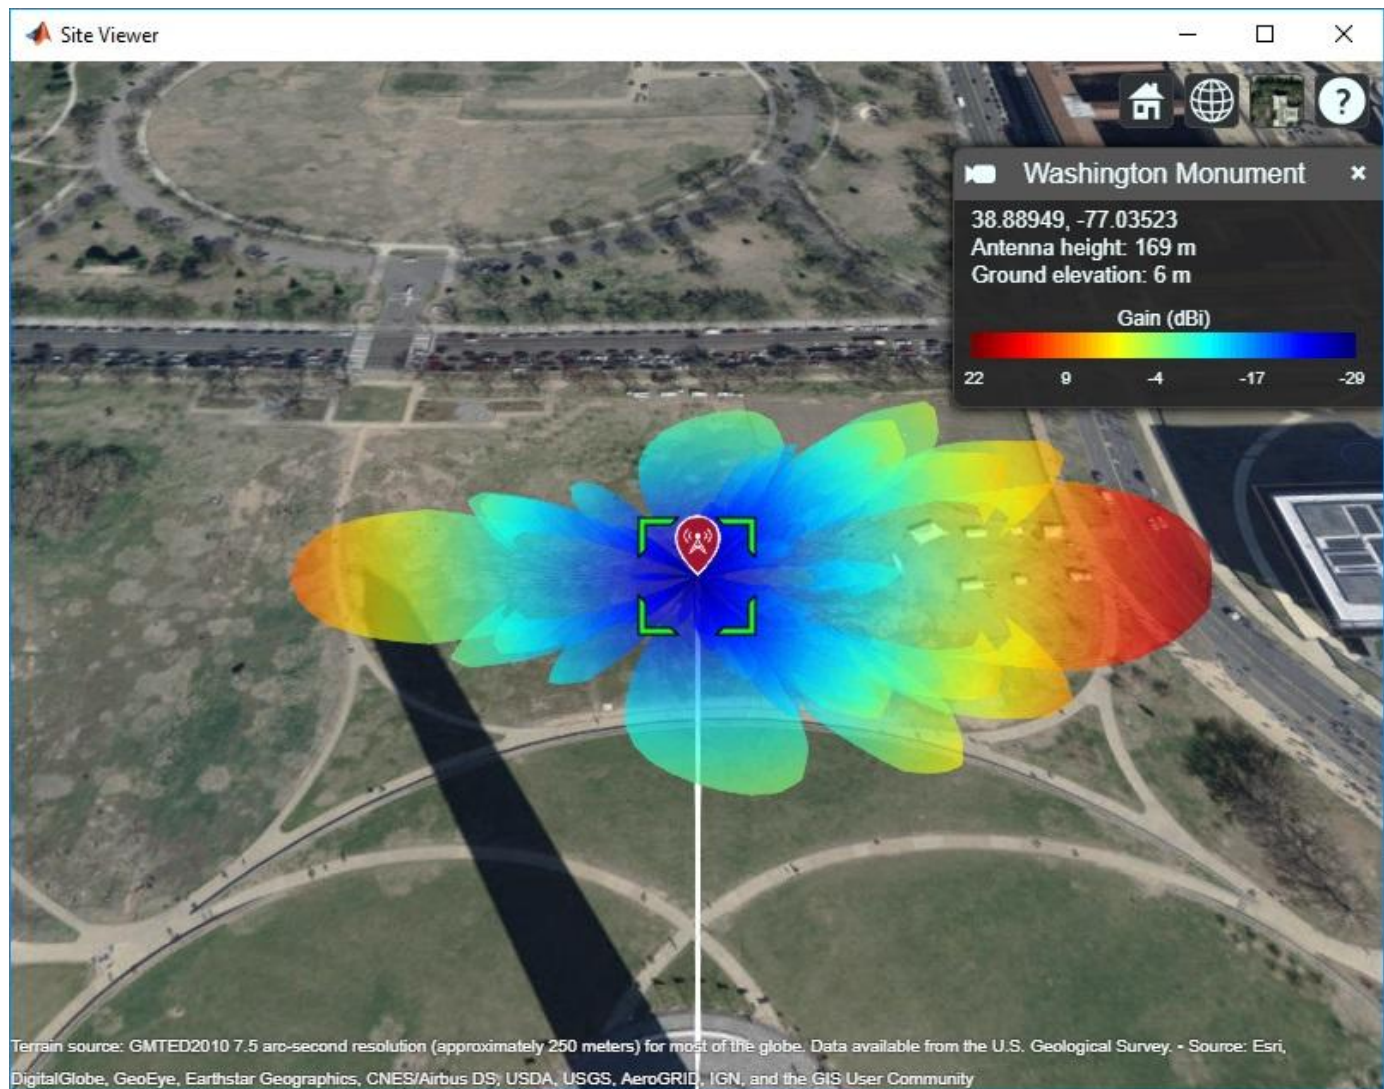 Site Viewer
Washington Monument
38.88949, -77.03523
Antenna height: 169 m
Ground elevation: 6 m
Gain (dBi)
22 9 -4 -17 -29
Terrain source: GMTED2010 7.5 arc-second resolution (approximately 250 meters) for most of the globe. Data available from the U.S. Geological Survey. - Source: Esri,
DigitalGlobe, GeoEye, Earthstar Geographics, CNES/Airbus DS, USDA, USGS, AeroGRID, IGN, and the GIS User Community